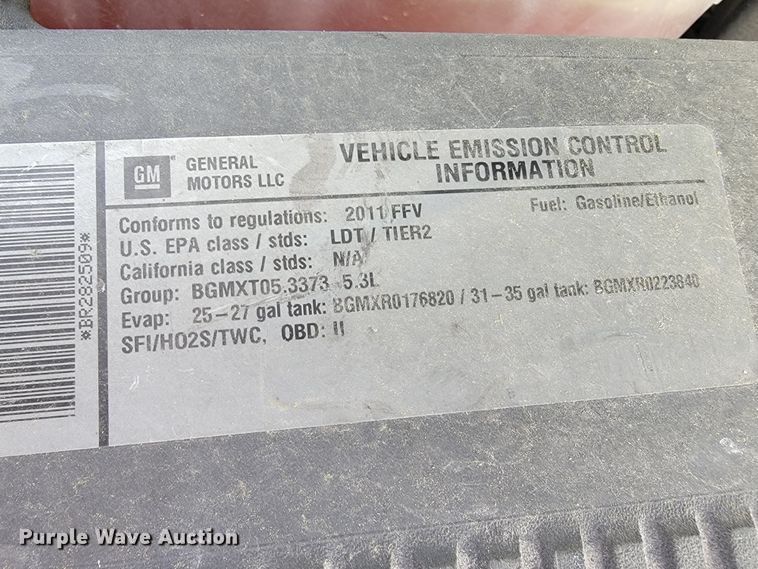 *BR282509*
GM
GENERAL
MOTORS LLC
VEHICLE EMISSION CONTROL
INFORMATION
Conforms to regulations: 2011 FFV
Fuel: Gasoline/Ethanol
U.S. EPA class / stds: LDT / TIER2
California class / stds: N/A
Group: BGMXT05.3373 5.3L
Evap: 25-27 gal tank: BGMXR0176820 / 31-35 gal tank: BGMXR0223840
SFI/HO2S/TWC, OBD: II
Purple Wave Auction